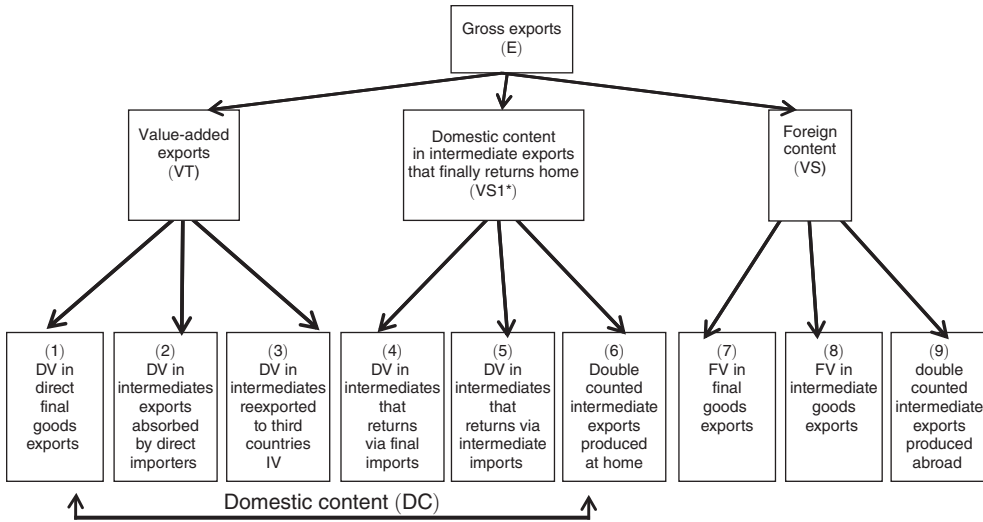 Gross exports
(E)
Value-added
exports
(VT)
Domestic content
in intermediate exports
that finally returns home
(VS1*)
Foreign
content
(VS)
(1)
DV in
direct
final
goods
exports
(2)
DV in
intermediates
exports
absorbed
by direct
importers
(3)
DV in
intermediates
reexported
to third
countries
IV
(4)
DV in
intermediates
that
returns
via final
imports
(5)
DV in
intermediates
that
returns via
intermediate
imports
(6)
Double
counted
intermediate
exports
produced
at home
(7)
FV in
final
goods
exports
(8)
FV in
intermediate
goods
exports
(9)
double
counted
intermediate
exports
produced
abroad
Domestic content (DC)